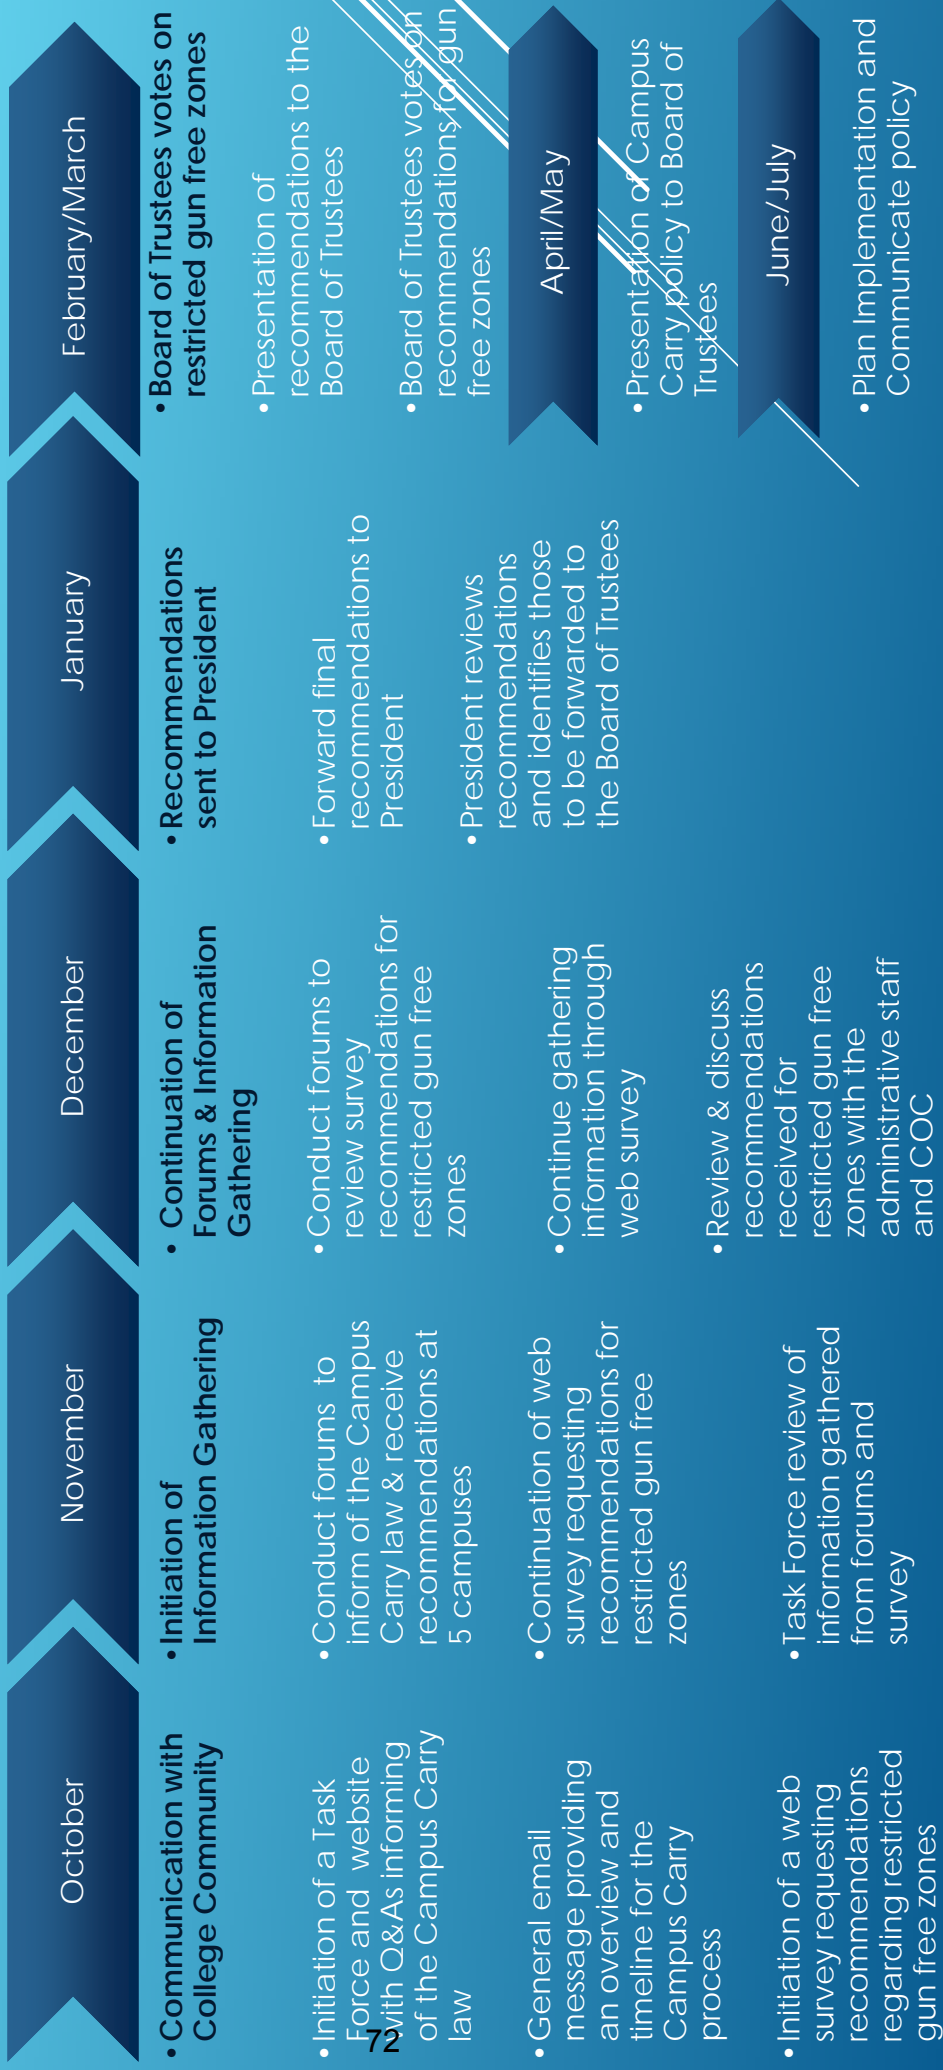 October
• Communication with
College Community
• Initiation of a Task
Force and website
with Q&As informing
of the Campus Carry
law
• General email
message providing
an overview and
timeline for the
Campus Carry
process
• Initiation of a web
survey requesting
recommendations
regarding restricted
gun free zones
November
• Initiation of
Information Gathering
• Conduct forums to
inform of the Campus
Carry law & receive
recommendations at
5 campuses
• Continuation of web
survey requesting
recommendations for
restricted gun free
zones
• Task Force review of
information gathered
from forums and
survey
December
• Continuation of
Forums & Information
Gathering
• Conduct forums to
review survey
recommendations for
restricted gun free
zones
• Continue gathering
information through
web survey
• Review & discuss
recommendations
received for
restricted gun free
zones with the
administrative staff
and COC
January
• Recommendations
sent to President
• Forward final
recommendations to
President
• President reviews
recommendations
and identifies those
to be forwarded to
the Board of Trustees
February/March
• Board of Trustees votes on
restricted gun free zones
• Presentation of
recommendations to the
Board of Trustees
• Board of Trustees votes on
recommendations for gun
free zones
April/May
• Presentation of Campus
Carry policy to Board of
Trustees
June/July
• Plan Implementation and
Communicate policy
72